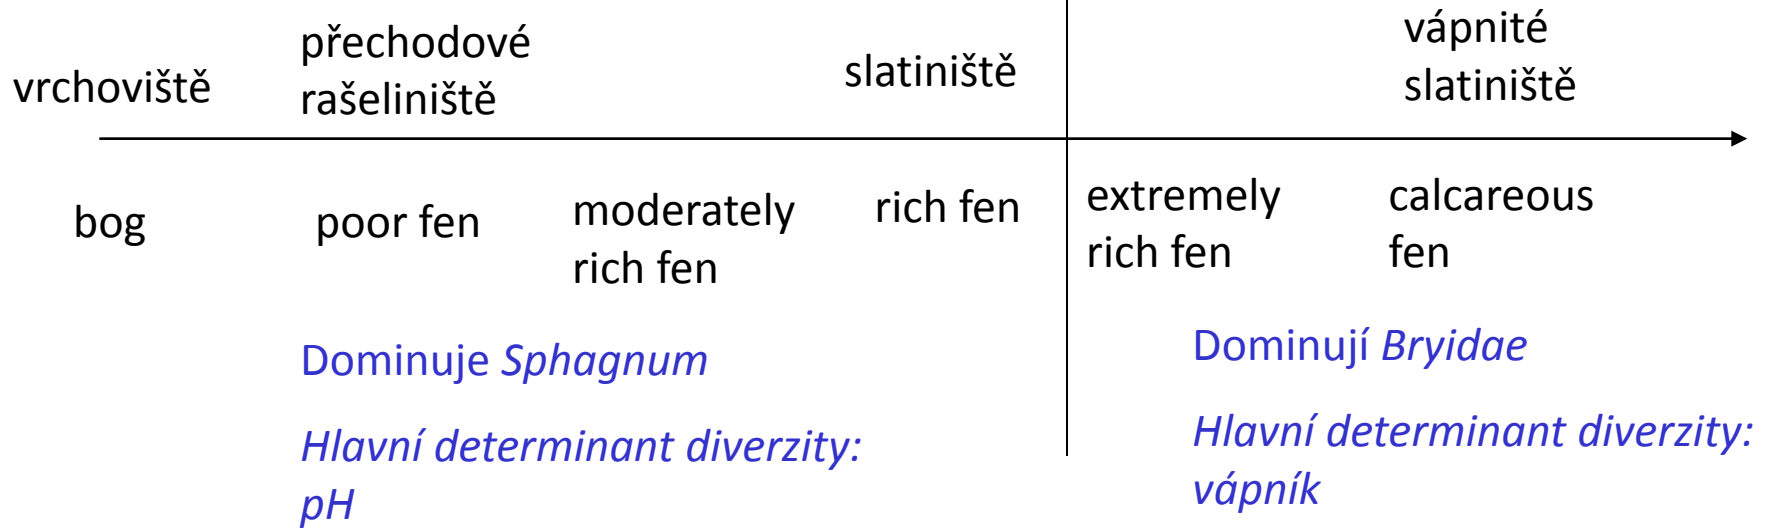 vrchoviště
přechodové
rašeliniště
slatiniště
vápnité
slatiniště
bog
poor fen
moderately
rich fen
rich fen
extremely
rich fen
calcareous
fen
Dominuje Sphagnum
Hlavní determinant diverzity:
pH
Dominují Bryidae
Hlavní determinant diverzity:
vápník